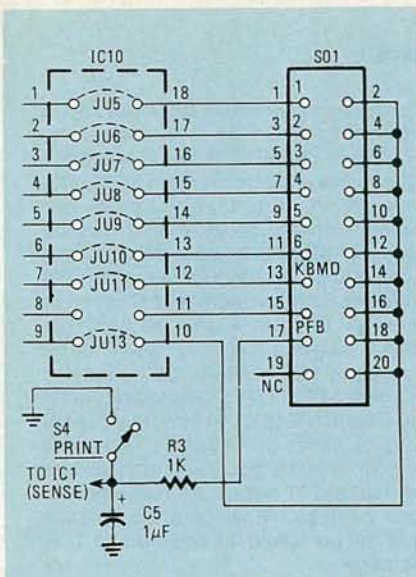 IC10 SO1
1 JU5 18 1 1 2
2 JU6 17 3 2 4
3 JU7 16 5 3 6
4 JU8 15 7 4 8
5 JU9 14 9 5 10
6 JU10 13 11 6 12
7 JU11 12 13 KBMD 14
8 11 15 16
9 JU13 10 17 PFB 18
19 20
NC
S4
PRINT
R3
1K
TO IC1
(SENSE)
+
C5
1µF